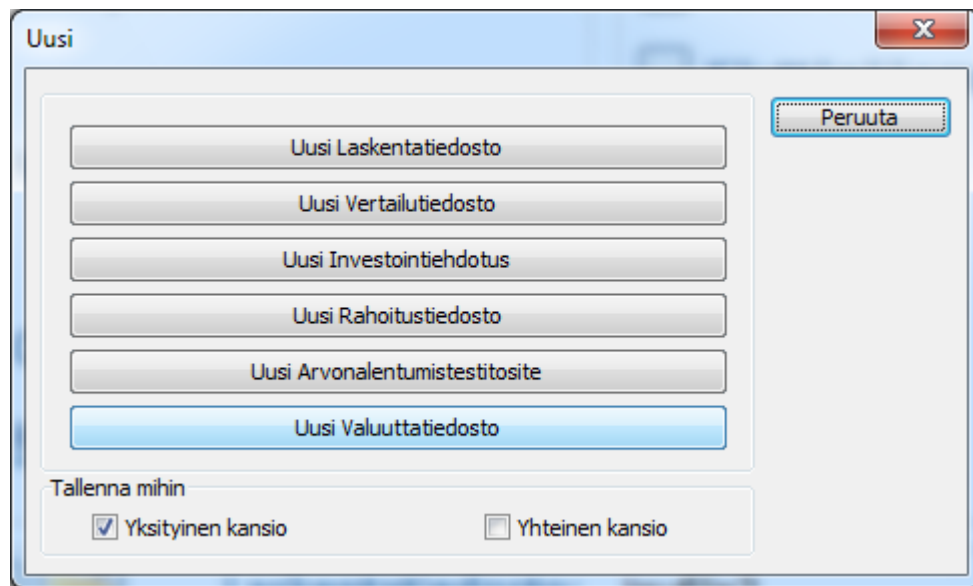 Uusi
Peruuta
Uusi Laskentatiedosto
Uusi Vertailutiedosto
Uusi Investointiehdotus
Uusi Rahoitustiedosto
Uusi Arvonalentumistestitosite
Uusi Valuuttatiedosto
Tallenna mihin
Yksityinen kansio
Yhteinen kansio